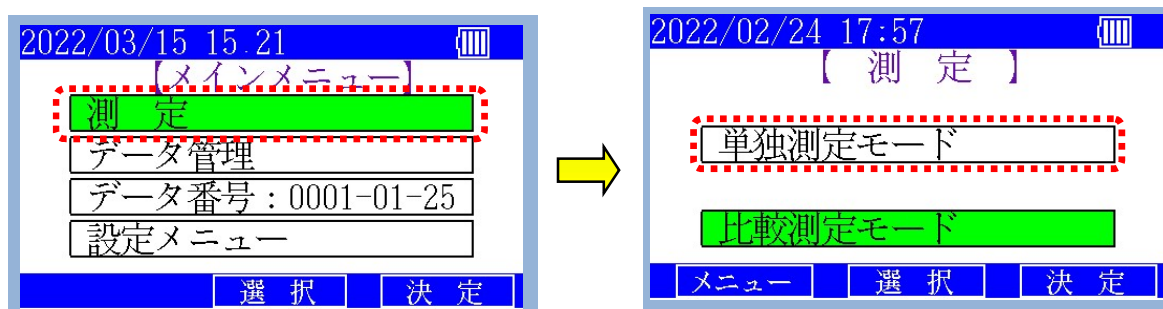 2022/03/15 15.21
【メインメニュー】
測 定
データ管理
データ番号：0001-01-25
設定メニュー
選 択 決 定
2022/02/24 17:57
【 測 定 】
単独測定モード
比較測定モード
メニュー 選 択 決 定